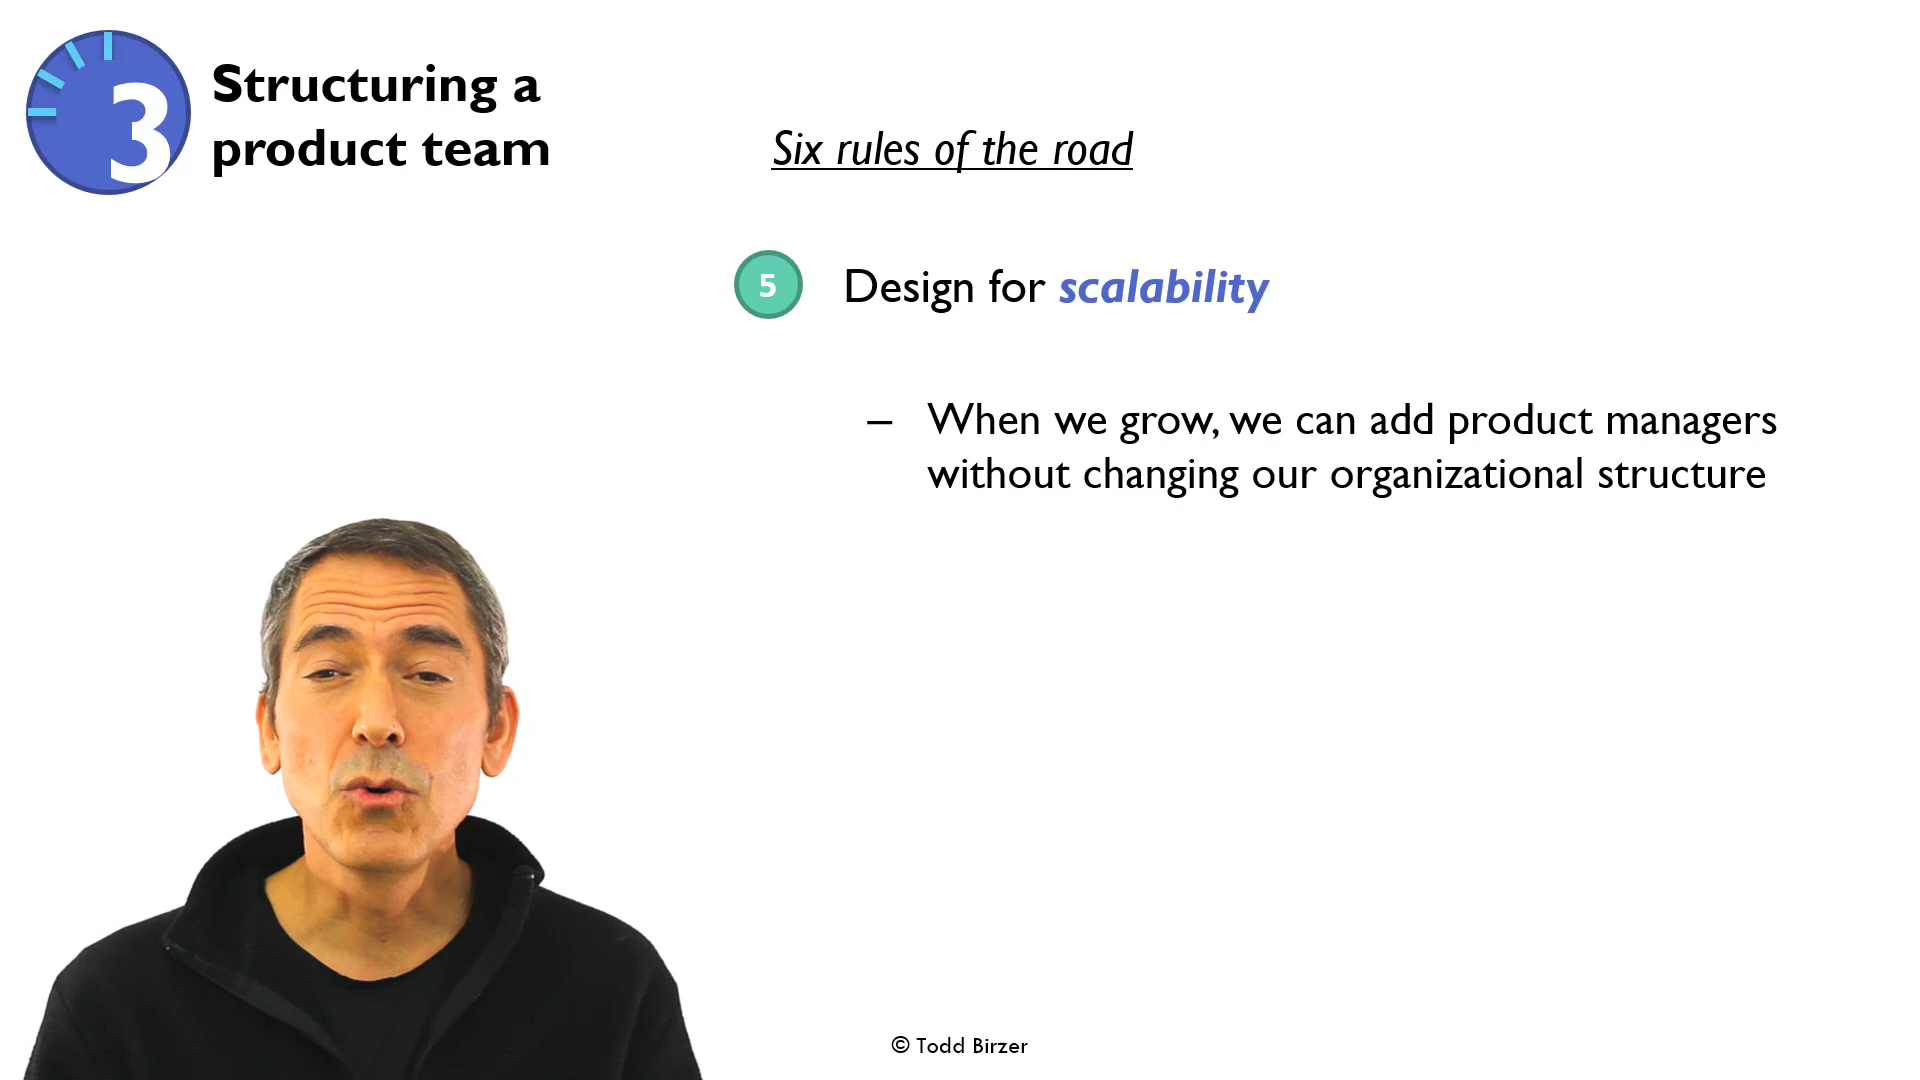 3
Structuring a
product team
Six rules of the road
5 Design for scalability
– When we grow, we can add product managers
without changing our organizational structure
© Todd Birzer